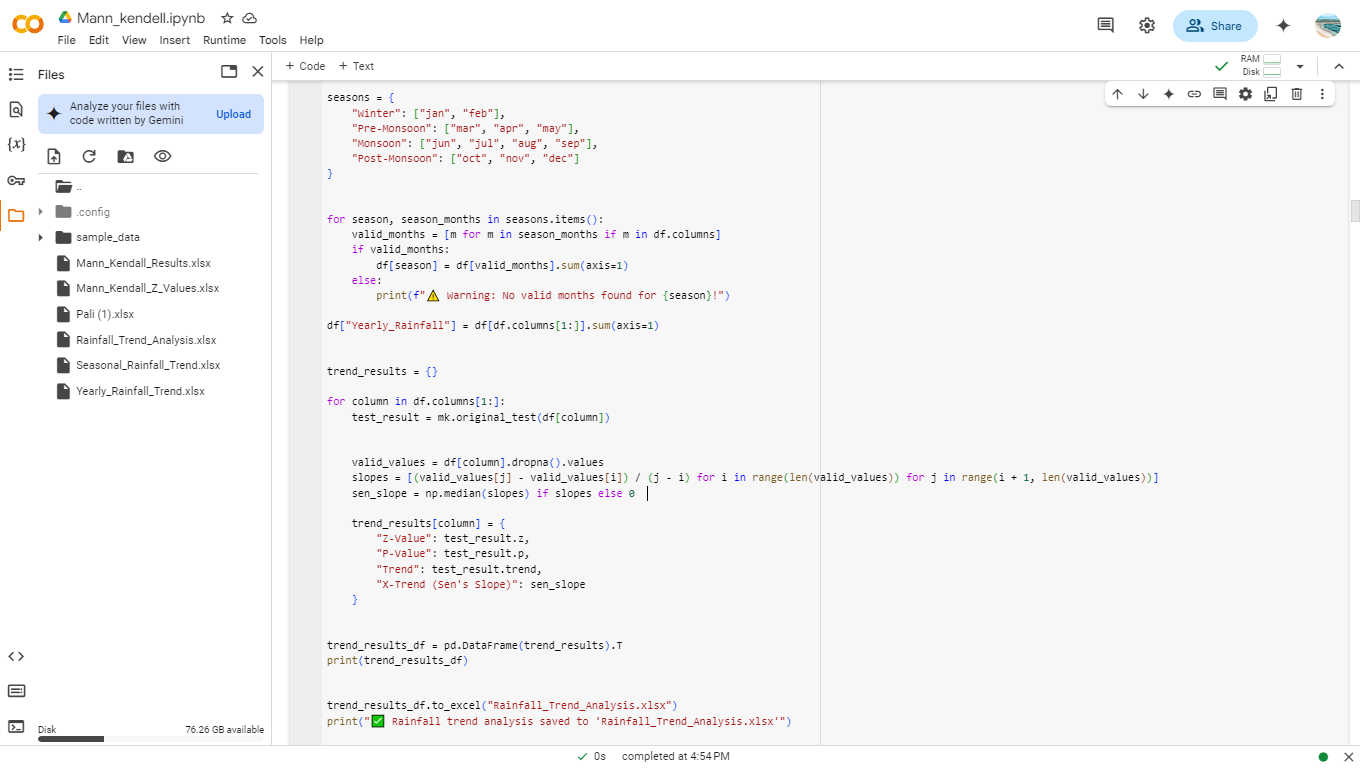 Mann_kendell.ipynb
File Edit View Insert Runtime Tools Help
Share
Files
+ Code + Text
RAM
Disk
Analyze your files with
code written by Gemini
Upload
{x}
..
.config
sample_data
Mann_Kendall_Results.xlsx
Mann_Kendall_Z_Values.xlsx
Pali (1).xlsx
Rainfall_Trend_Analysis.xlsx
Seasonal_Rainfall_Trend.xlsx
Yearly_Rainfall_Trend.xlsx
Disk 76.26 GB available
seasons = {
    "Winter": ["jan", "feb"],
    "Pre-Monsoon": ["mar", "apr", "may"],
    "Monsoon": ["jun", "jul", "aug", "sep"],
    "Post-Monsoon": ["oct", "nov", "dec"]
}
for season, season_months in seasons.items():
    valid_months = [m for m in season_months if m in df.columns]
    if valid_months:
        df[season] = df[valid_months].sum(axis=1)
    else:
        print(f"⚠️ Warning: No valid months found for {season}!")
df["Yearly_Rainfall"] = df[df.columns[1:]].sum(axis=1)
trend_results = {}
for column in df.columns[1:]:
    test_result = mk.original_test(df[column])
    valid_values = df[column].dropna().values
    slopes = [(valid_values[j] - valid_values[i]) / (j - i) for i in range(len(valid_values)) for j in range(i + 1, len(valid_values))]
    sen_slope = np.median(slopes) if slopes else 0
    trend_results[column] = {
        "Z-Value": test_result.z,
        "P-Value": test_result.p,
        "Trend": test_result.trend,
        "X-Trend (Sen's Slope)": sen_slope
    }
trend_results_df = pd.DataFrame(trend_results).T
print(trend_results_df)
trend_results_df.to_excel("Rainfall_Trend_Analysis.xlsx")
print("✅ Rainfall trend analysis saved to 'Rainfall_Trend_Analysis.xlsx'")
0s completed at 4:54 PM